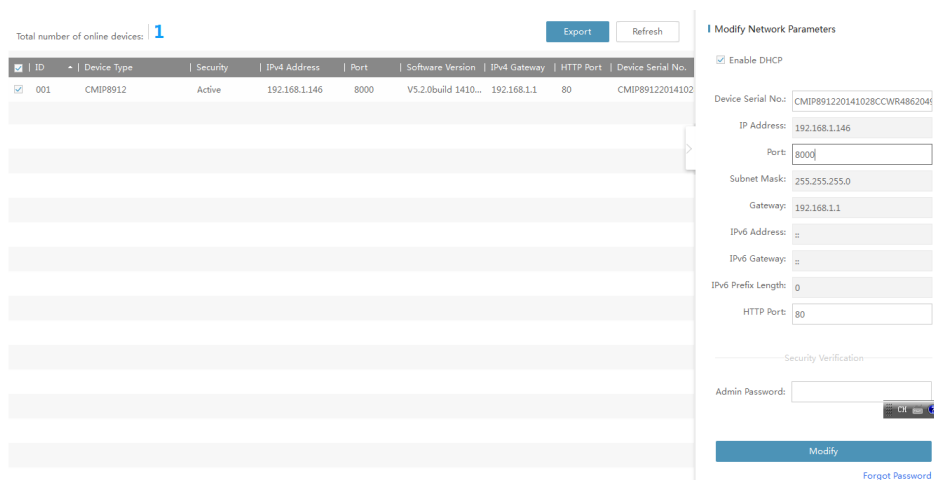 Total number of online devices: 1
Export
Refresh
ID | Device Type | Security | IPv4 Address | Port | Software Version | IPv4 Gateway | HTTP Port | Device Serial No.
001 CMIP8912 Active 192.168.1.146 8000 V5.2.0build 1410... 192.168.1.1 80 CMIP89122014102
Modify Network Parameters
Enable DHCP
Device Serial No.: CMIP891220141028CCWR4862049
IP Address: 192.168.1.146
Port: 8000
Subnet Mask: 255.255.255.0
Gateway: 192.168.1.1
IPv6 Address: ::
IPv6 Gateway: ::
IPv6 Prefix Length: 0
HTTP Port: 80
Security Verification
Admin Password:
CH
Modify
Forgot Password